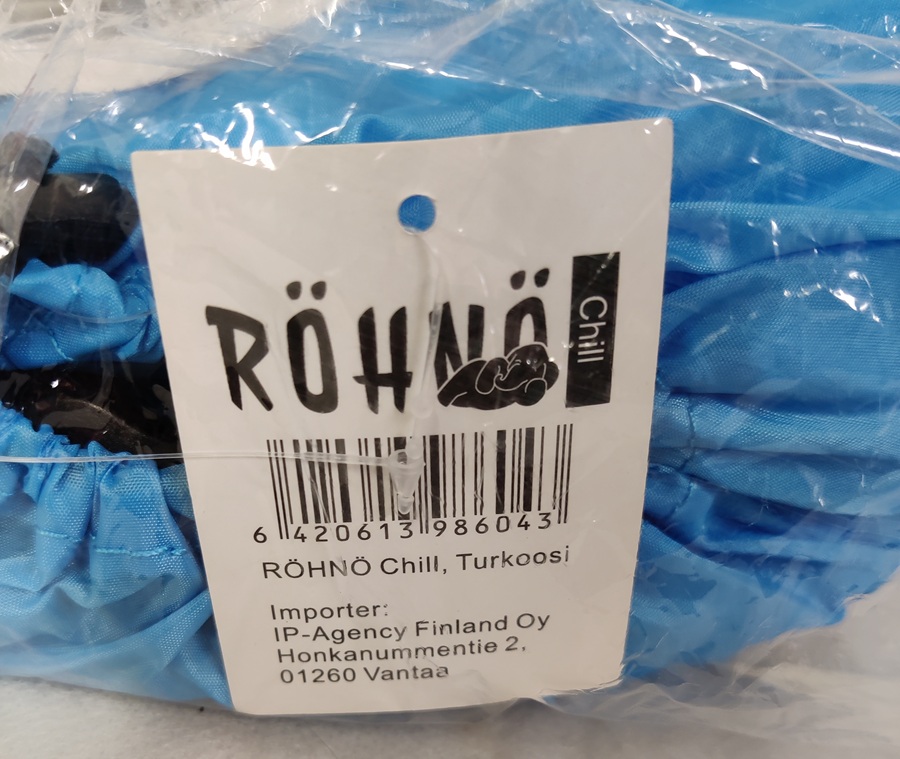 RÖHNÖ Chill
6 420613 986043
RÖHNÖ Chill, Turkoosi
Importer:
IP-Agency Finland Oy
Honkanummentie 2,
01260 Vantaa